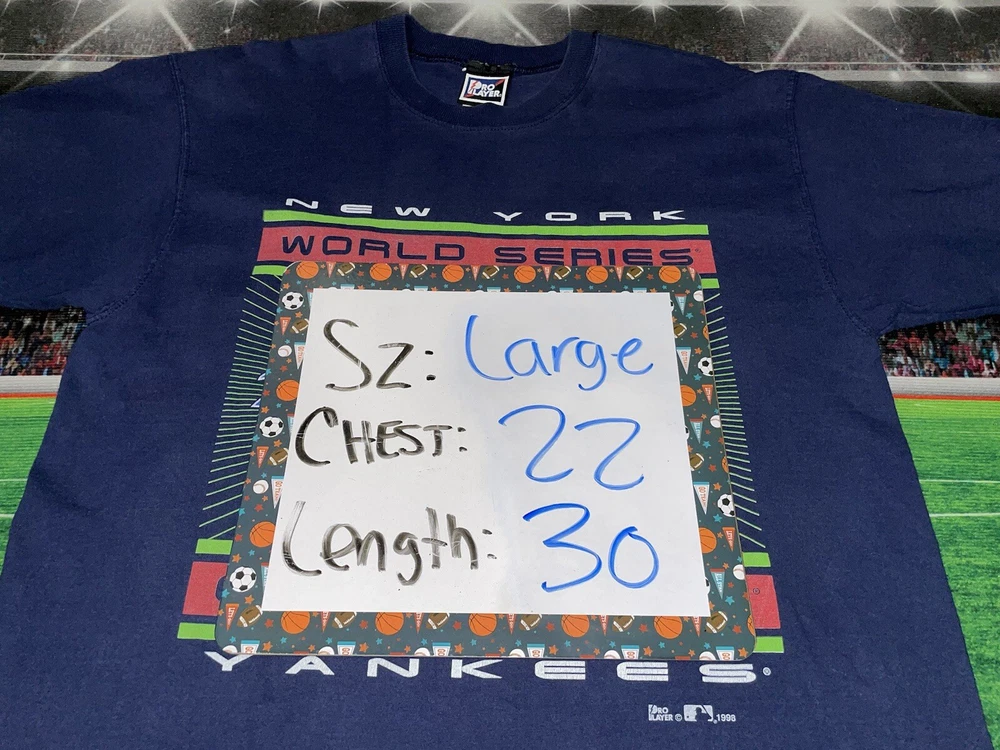 PRO PLAYER
NEW YORK
WORLD SERIES
Sz: Large
CHEST: 22
Length: 30
YANKEES®
PRO PLAYER © 1998